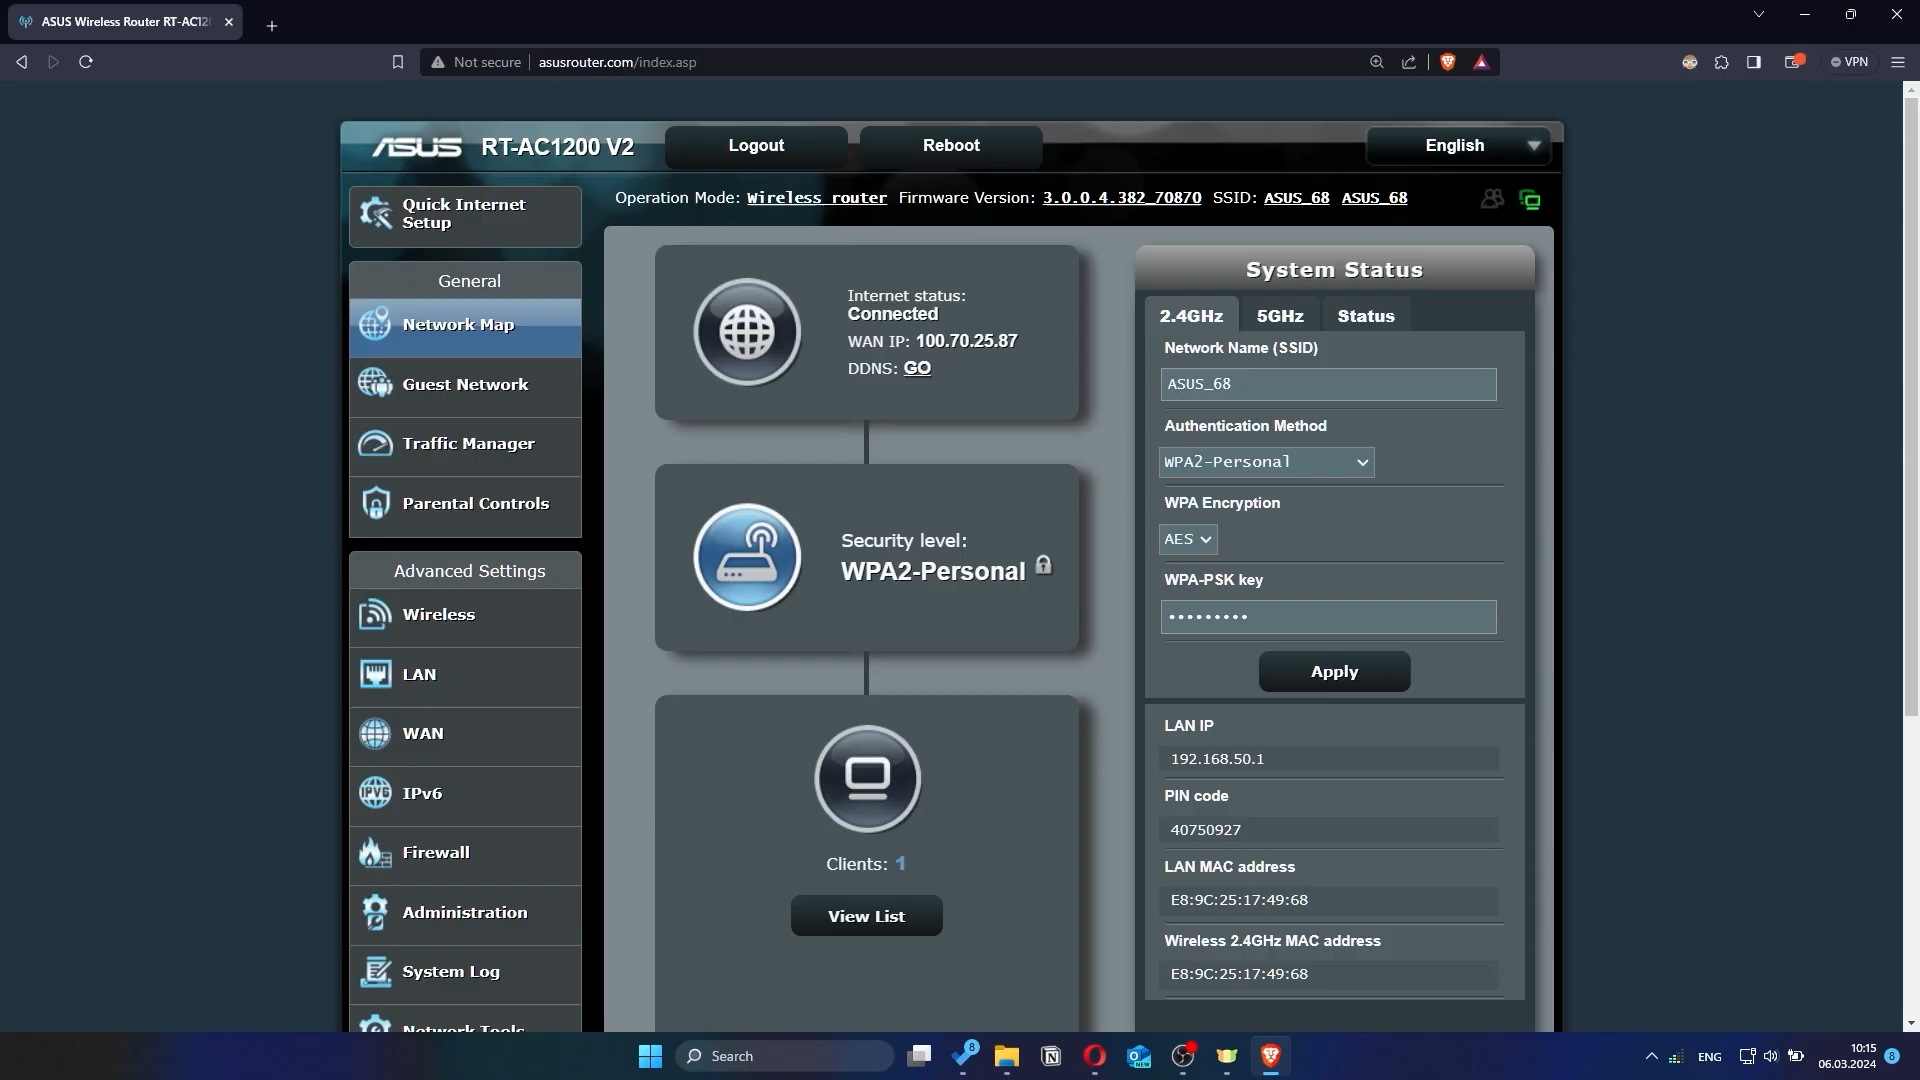 ASUS Wireless Router RT-AC12
Not secure
asusrouter.com/index.asp
VPN
ASUS RT-AC1200 V2
Logout
Reboot
English
Quick Internet
Setup
Operation Mode: Wireless router Firmware Version: 3.0.0.4.382_70870 SSID: ASUS_68 ASUS_68
General
Network Map
Guest Network
Traffic Manager
Parental Controls
Advanced Settings
Wireless
LAN
WAN
IPv6
IPv6
Firewall
Administration
System Log
Network Tools
Internet status:
Connected
WAN IP: 100.70.25.87
DDNS: GO
Security level:
WPA2-Personal
Clients: 1
View List
System Status
2.4GHz 5GHz Status
Network Name (SSID)
ASUS_68
Authentication Method
WPA2-Personal
WPA Encryption
AES
WPA-PSK key
•••••••••
Apply
LAN IP
192.168.50.1
PIN code
40750927
LAN MAC address
E8:9C:25:17:49:68
Wireless 2.4GHz MAC address
E8:9C:25:17:49:68
Search
8
NEW
ENG
10:15
06.03.2024
8